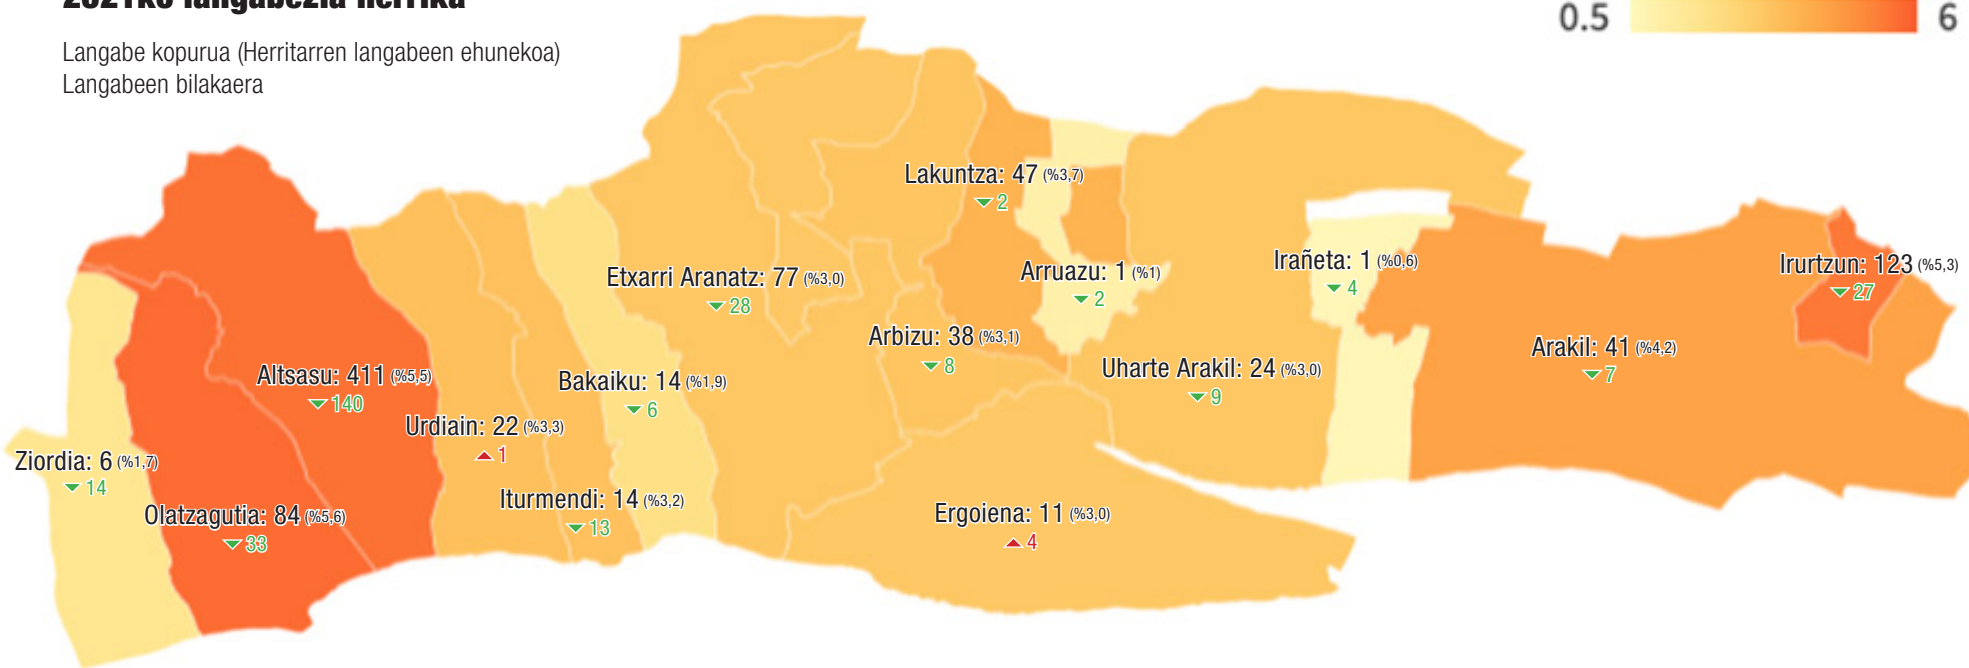 2021ko langabezia herrika
Langabe kopurua (Herritarren langabeen ehunekoa)
Langabeen bilakaera
0.5
6
Lakuntza: 47 (%3,7)
2
Etxarri Aranatz: 77 (%3,0)
28
Arruazu: 1 (%1)
2
Irañeta: 1 (%0,6)
4
Irurtzun: 123 (%5,3)
27
Arbizu: 38 (%3,1)
8
Arakil: 41 (%4,2)
7
Altsasu: 411 (%5,5)
140
Bakaiku: 14 (%1,9)
6
Uharte Arakil: 24 (%3,0)
9
Urdiain: 22 (%3,3)
1
Ziordia: 6 (%1,7)
14
Iturmendi: 14 (%3,2)
13
Olatzagutia: 84 (%5,6)
33
Ergoiena: 11 (%3,0)
4